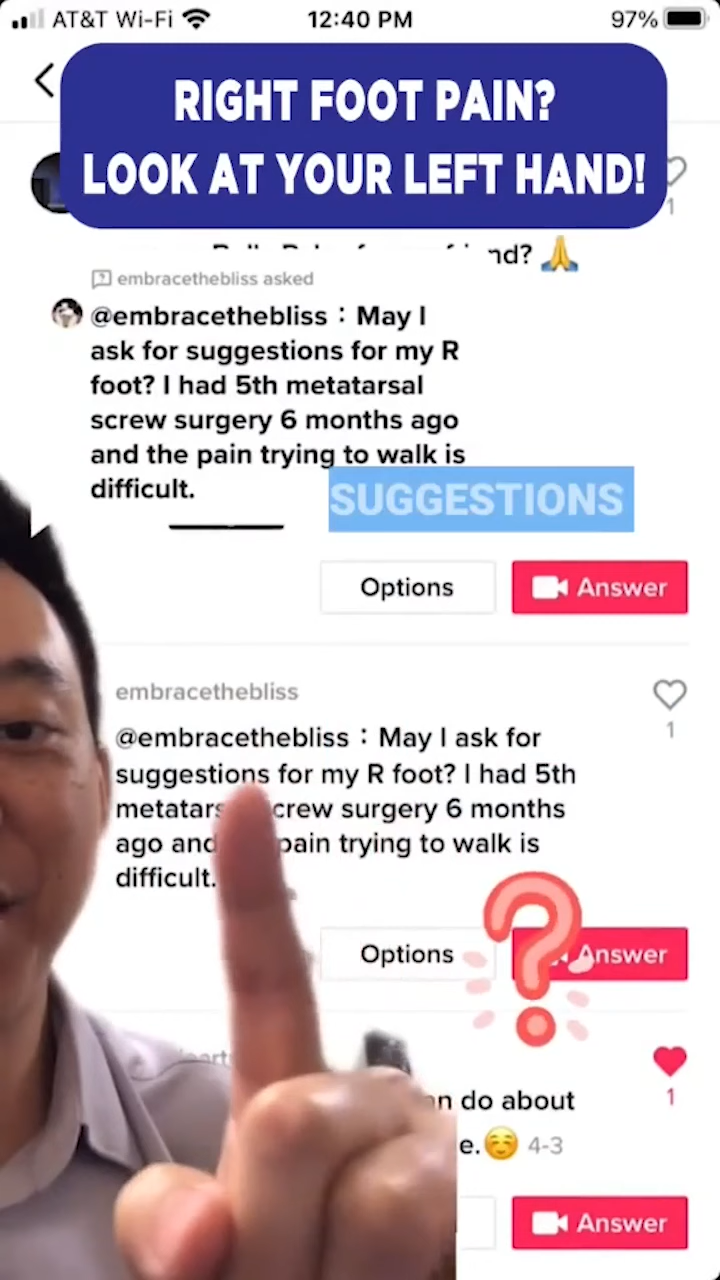 AT&T Wi-Fi 12:40 PM 97%
RIGHT FOOT PAIN?
LOOK AT YOUR LEFT HAND!
1
embracethebliss asked
@embracethebliss : May I
ask for suggestions for my R
foot? I had 5th metatarsal
screw surgery 6 months ago
and the pain trying to walk is
difficult.
SUGGESTIONS
Options Answer
embracethebliss
1
@embracethebliss : May I ask for
suggestions for my R foot? I had 5th
surgery 6 months
ago pain trying to walk is
difficult.
Options Answer
?
1
do about
4-3
Answer